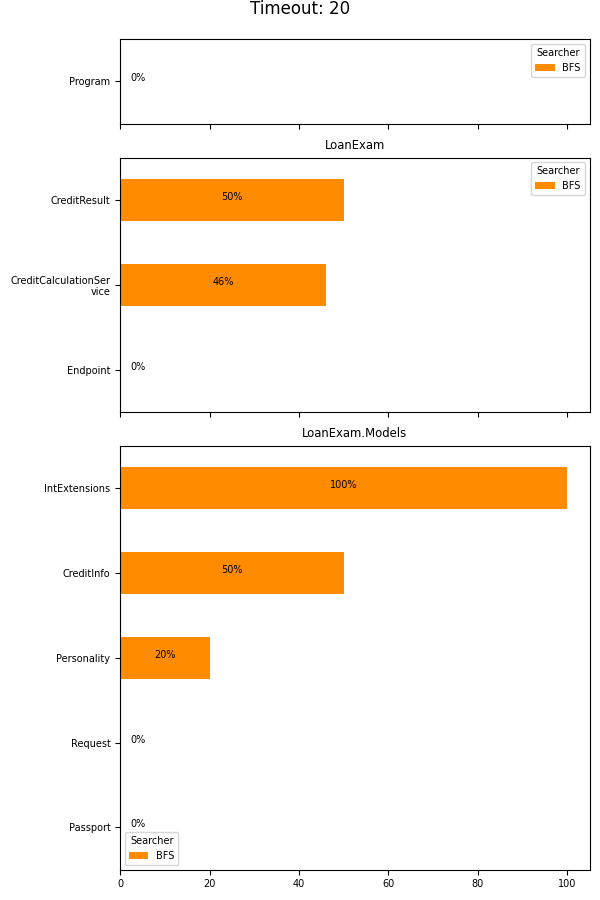 Timeout: 20
Program
0%
Searcher
BFS
LoanExam
CreditResult
50%
Searcher
BFS
CreditCalculationSer
vice
46%
Endpoint
0%
LoanExam.Models
IntExtensions
100%
CreditInfo
50%
Personality
20%
Request
0%
Passport
0%
Searcher
BFS
0 20 40 60 80 100